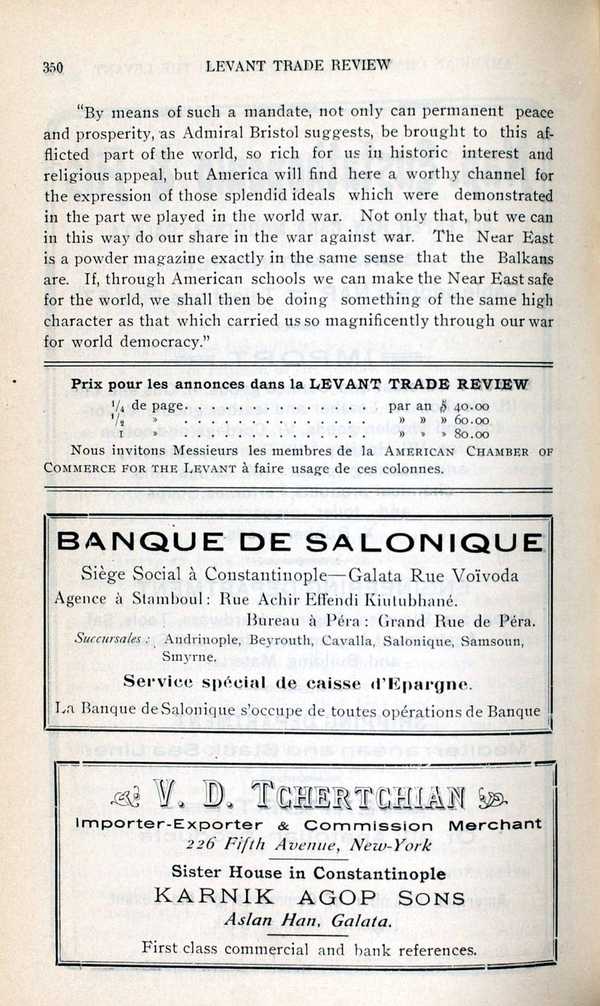 350 LEVANT TRADE REVIEW
"By means of such a mandate, not only can permanent peace
and prosperity, as Admiral Bristol suggests, be brought to this af-
flicted part of the world, so rich for us in historic interest and
religious appeal, but America will find here a worthy channel for
the expression of those splendid ideals which were demonstrated
in the part we played in the world war. Not only that, but we can
in this way do our share in the war against war. The Near East
is a powder magazine exactly in the same sense that the Balkans
are. If, through American schools we can make the Near East safe
for the world, we shall then be doing something of the same high
character as that which carried us so magnificently through our war
for world democracy."
Prix pour les annonces dans la LEVANT TRADE REVIEW
1/4 de page. . . . . . . . . . . . . . par an $ 40.00
1/2 » . . . . . . . . . . . . . . » » » 60.00
1 » . . . . . . . . . . . . . . » » » 80.00
Nous invitons Messieurs les membres de la AMERICAN CHAMBER OF
COMMERCE FOR THE LEVANT à faire usage de ces colonnes.
BANQUE DE SALONIQUE
Siège Social à Constantinople—Galata Rue Voïvoda
Agence à Stamboul: Rue Achir Effendi Kiutubhané.
Bureau à Péra: Grand Rue de Péra.
Succursales: Andrinople, Beyrouth, Cavalla, Salonique, Samsoun,
Smyrne.
Service spécial de caisse d'Epargne.
La Banque de Salonique s'occupe de toutes opérations de Banque
V. D. TCHERTCHIAN
Importer-Exporter & Commission Merchant
226 Fifth Avenue, New-York
Sister House in Constantinople
KARNIK AGOP SONS
Aslan Han, Galata.
First class commercial and bank references.